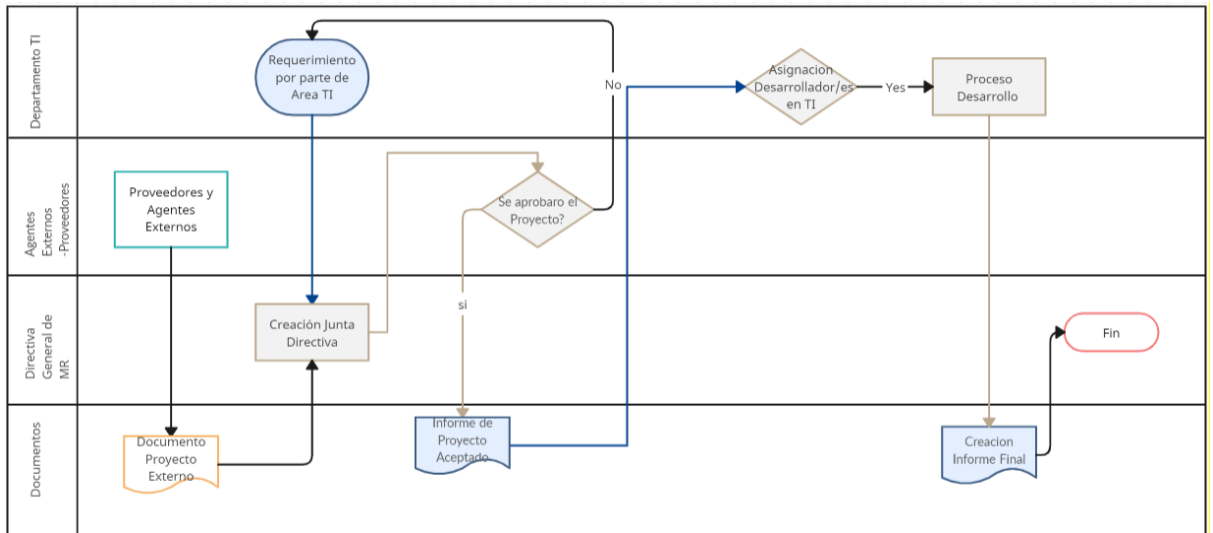 Departamento TI
Requerimiento
por parte de
Area TI
No
Asignacion
Desarrollador/es
en TI
Yes
Proceso
Desarrollo
Agentes
Externos
-Proveedores
Proveedores y
Agentes
Externos
Se aprobaro el
Proyecto?
si
Directiva
General de
MR
Creación Junta
Directiva
Fin
Documentos
Documento
Proyecto
Externo
Informe de
Proyecto
Aceptado
Creacion
Informe Final